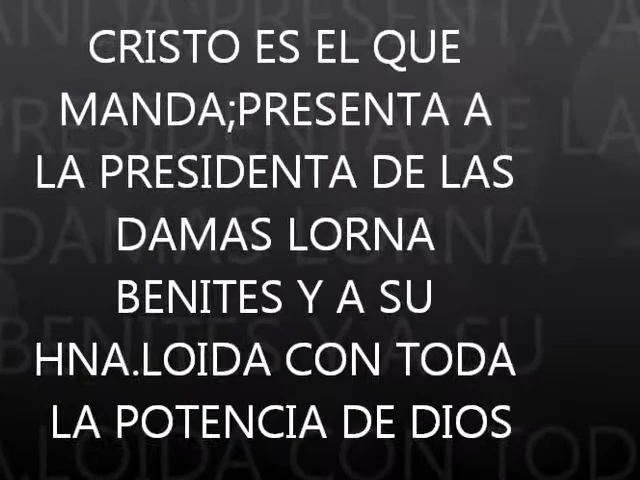 CRISTO ES EL QUE
MANDA;PRESENTA A
LA PRESIDENTA DE LAS
DAMAS LORNA
BENITES Y A SU
HNA.LOIDA CON TODA
LA POTENCIA DE DIOS